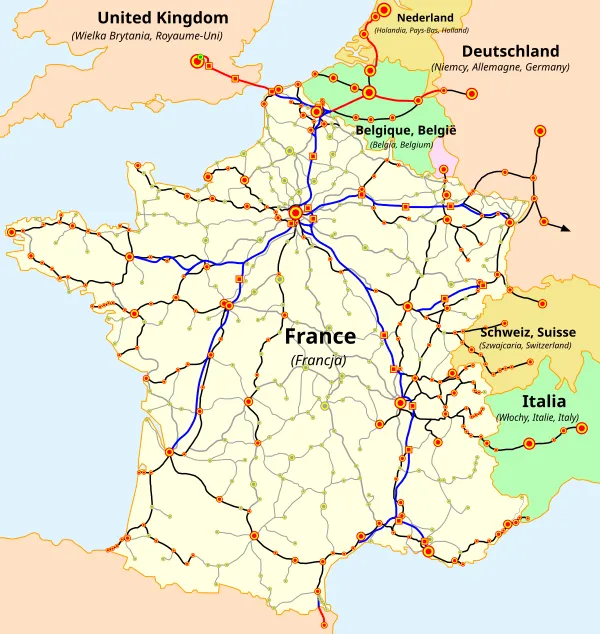 United Kingdom
(Wielka Brytania, Royaume-Uni)
Nederland
(Holandia, Pays-Bas, Halland)
Deutschland
(Niemcy, Allemagne, Germany)
Belgique, België
(Belgia, Belgium)
France
(Francja)
Schweiz, Suisse
(Szwajcaria, Switzerland)
Italia
(Włochy, Italie, Italy)